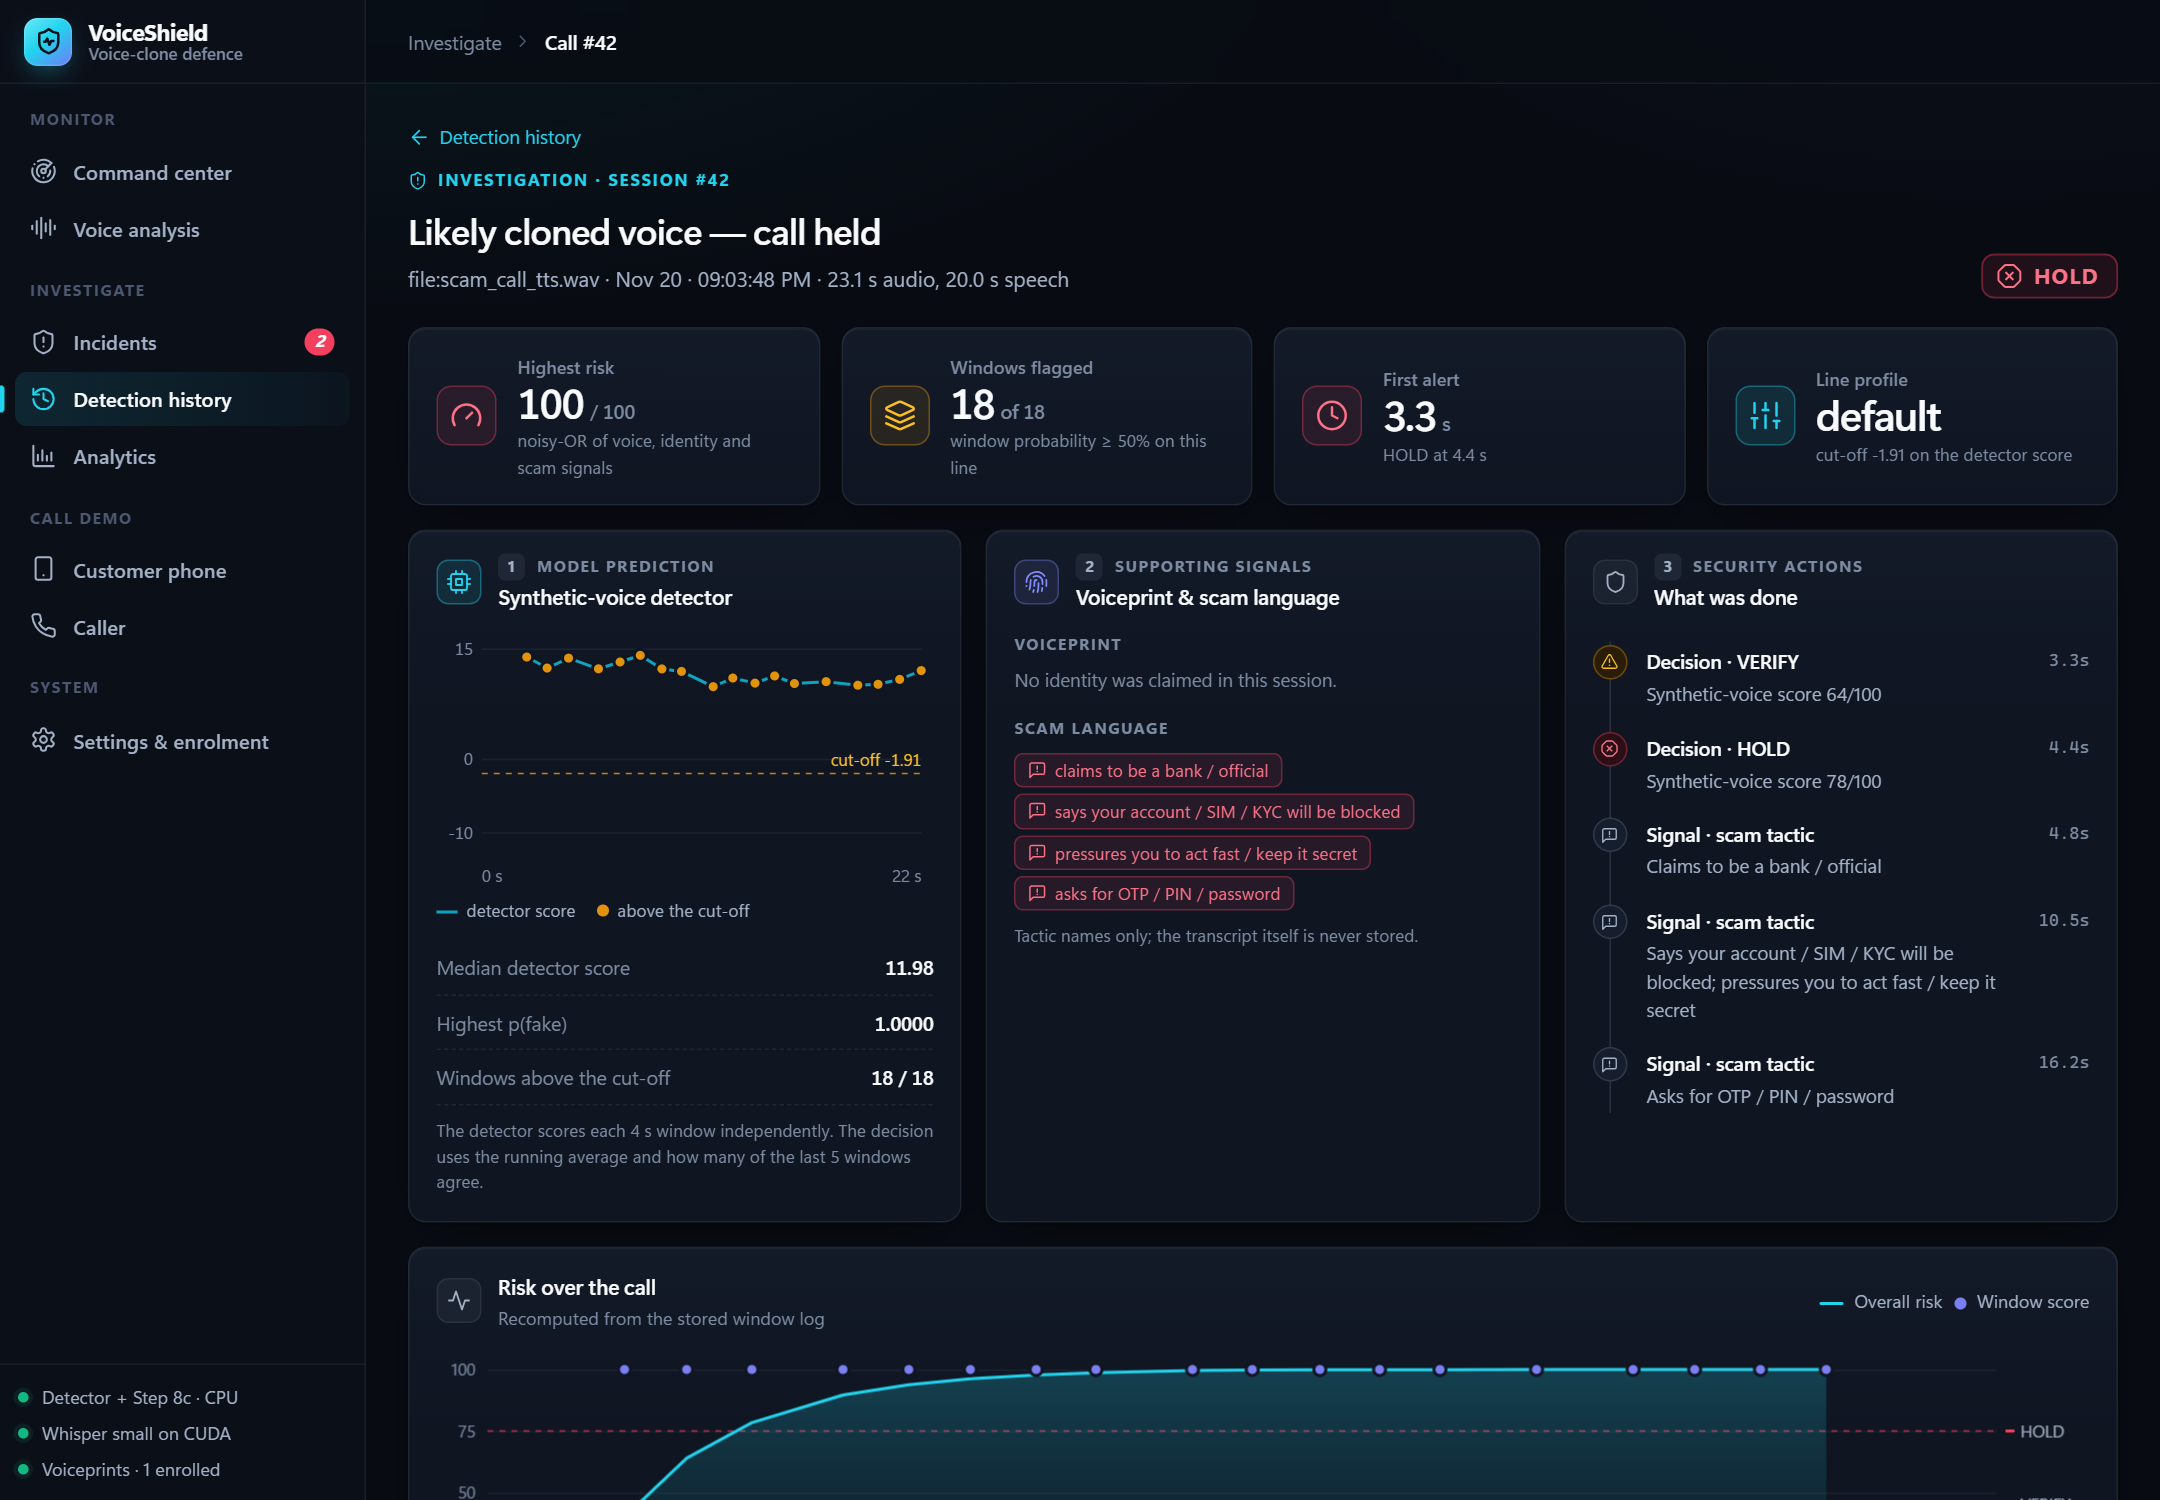 VoiceShield
Voice-clone defence
MONITOR
Command center
Voice analysis
INVESTIGATE
Incidents
2
Detection history
Analytics
CALL DEMO
Customer phone
Caller
SYSTEM
Settings & enrolment
Detector + Step 8c · CPU
Whisper small on CUDA
Voiceprints · 1 enrolled
Investigate
Call #42
Detection history
INVESTIGATION · SESSION #42
Likely cloned voice — call held
file:scam_call_tts.wav · Nov 20 · 09:03:48 PM · 23.1 s audio, 20.0 s speech
HOLD
Highest risk
100 / 100
noisy-OR of voice, identity and
scam signals
Windows flagged
18 of 18
window probability ≥ 50% on this
line
First alert
3.3 s
HOLD at 4.4 s
Line profile
default
cut-off -1.91 on the detector score
1 MODEL PREDICTION
Synthetic-voice detector
15
0
cut-off -1.91
-10
0 s
22 s
detector score
above the cut-off
Median detector score 11.98
Highest p(fake) 1.0000
Windows above the cut-off 18 / 18
The detector scores each 4 s window independently. The decision
uses the running average and how many of the last 5 windows
agree.
2 SUPPORTING SIGNALS
Voiceprint & scam language
VOICEPRINT
No identity was claimed in this session.
SCAM LANGUAGE
claims to be a bank / official
says your account / SIM / KYC will be blocked
pressures you to act fast / keep it secret
asks for OTP / PIN / password
Tactic names only; the transcript itself is never stored.
3 SECURITY ACTIONS
What was done
Decision · VERIFY 3.3s
Synthetic-voice score 64/100
Decision · HOLD 4.4s
Synthetic-voice score 78/100
Signal · scam tactic 4.8s
Claims to be a bank / official
Signal · scam tactic 10.5s
Says your account / SIM / KYC will be
blocked; pressures you to act fast / keep it
secret
Signal · scam tactic 16.2s
Asks for OTP / PIN / password
Risk over the call
Recomputed from the stored window log
Overall risk
Window score
100
75
HOLD
50